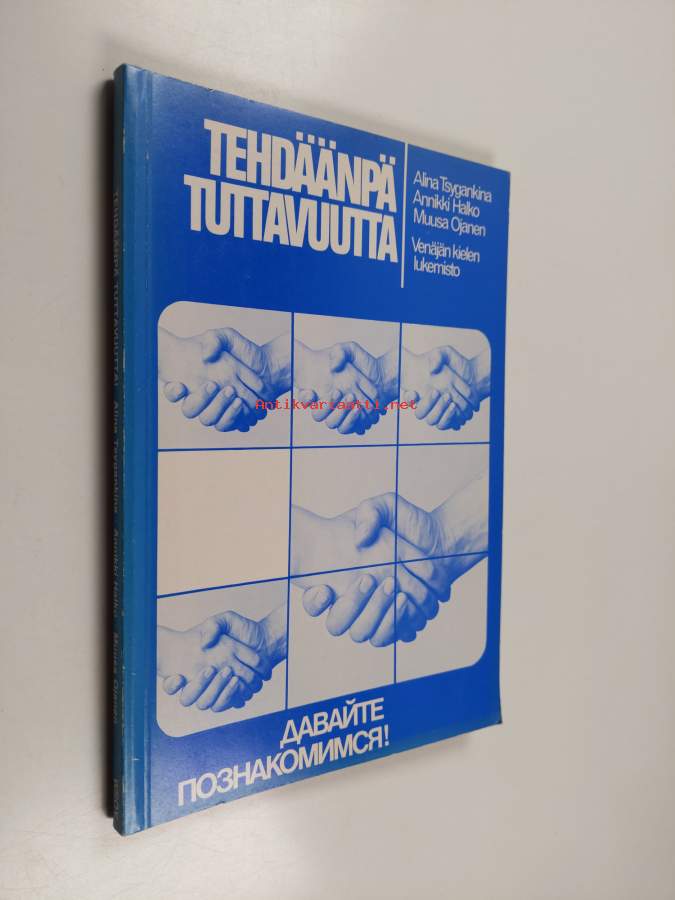 TEHDÄÄNPÄ
TUTTAVUUTTA
Alina Tsygankina
Annikki Halko
Muusa Ojanen
Venäjän kielen
lukemisto
Antikvariaatti.net
ДАВАЙТЕ
ПОЗНАКОМИМСЯ!
TEHDÄÄNPÄ TUTTAVUUTTA! Alina Tsygankina Annikki Halko Muusa Ojanen